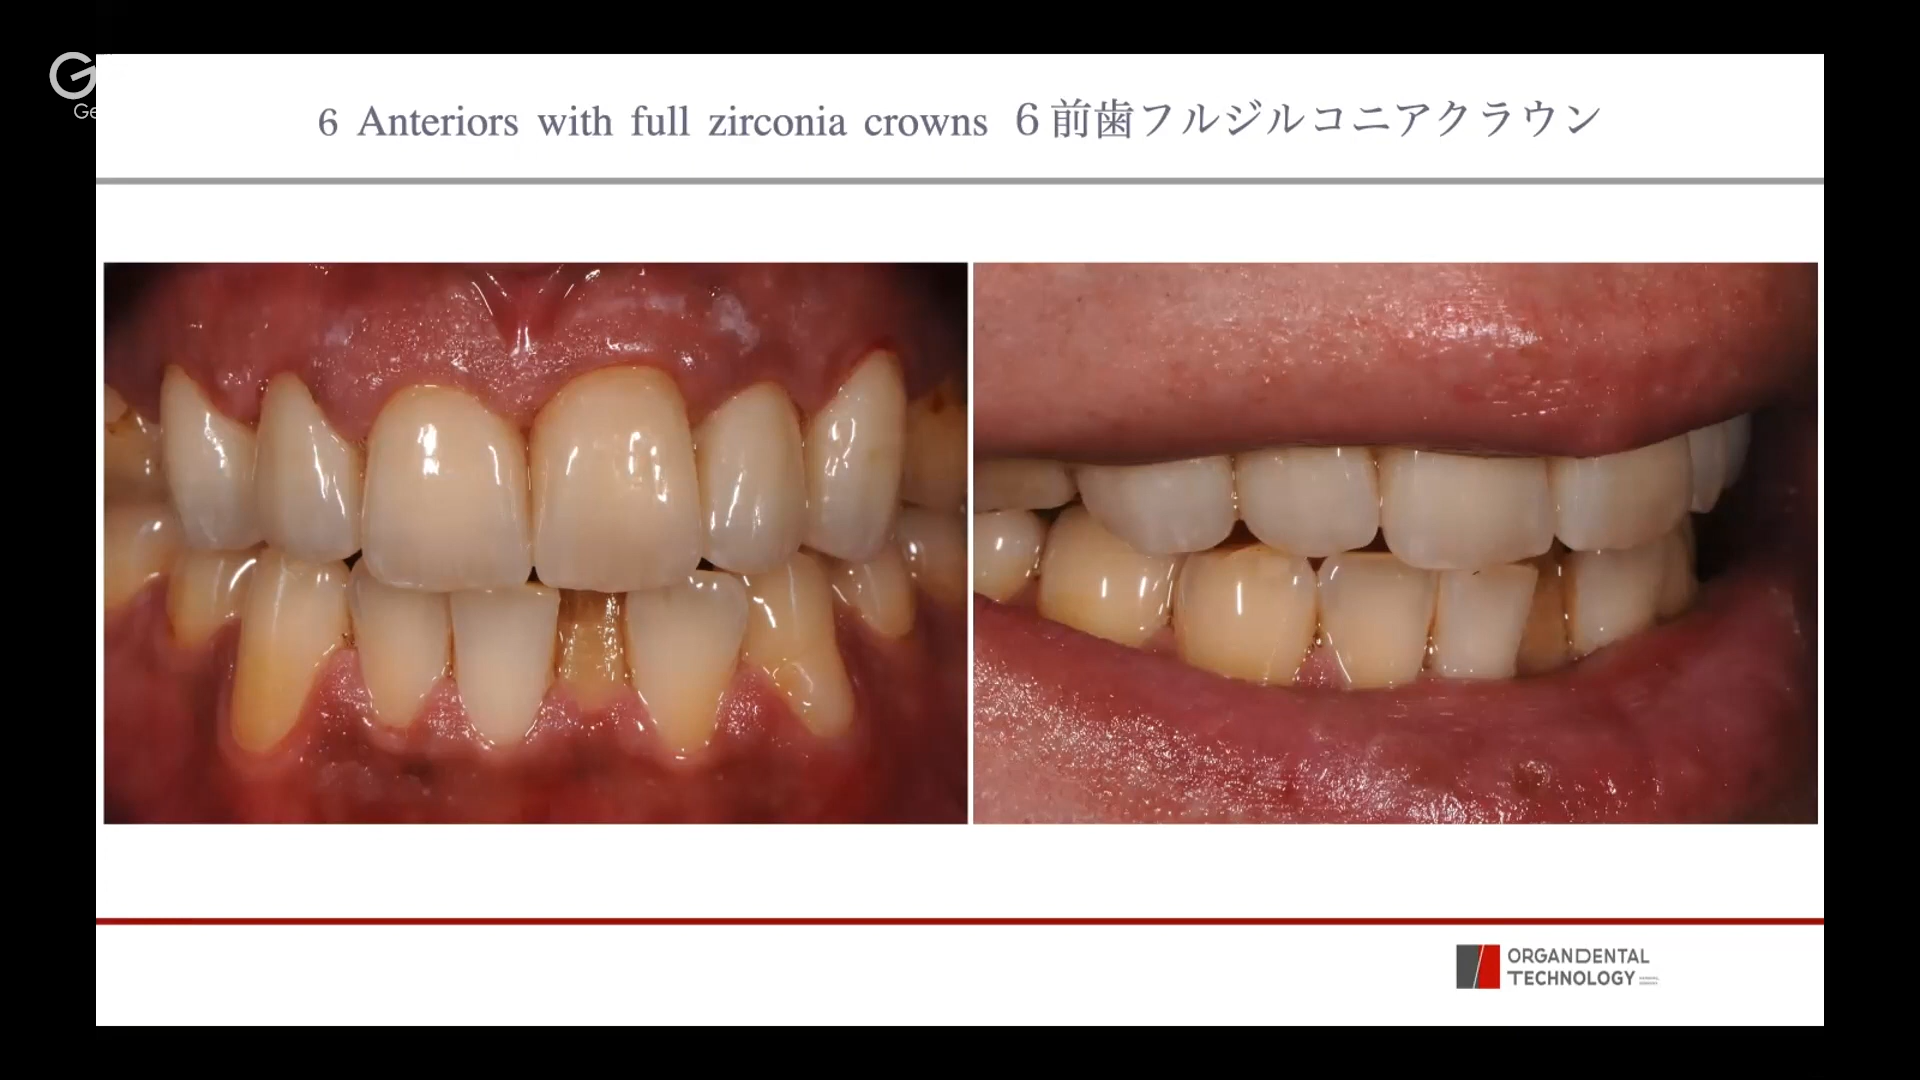 Ge
6 Anteriors with full zirconia crowns 6前歯フルジルコニアクラウン
ORGANDENTAL
TECHNOLOGY